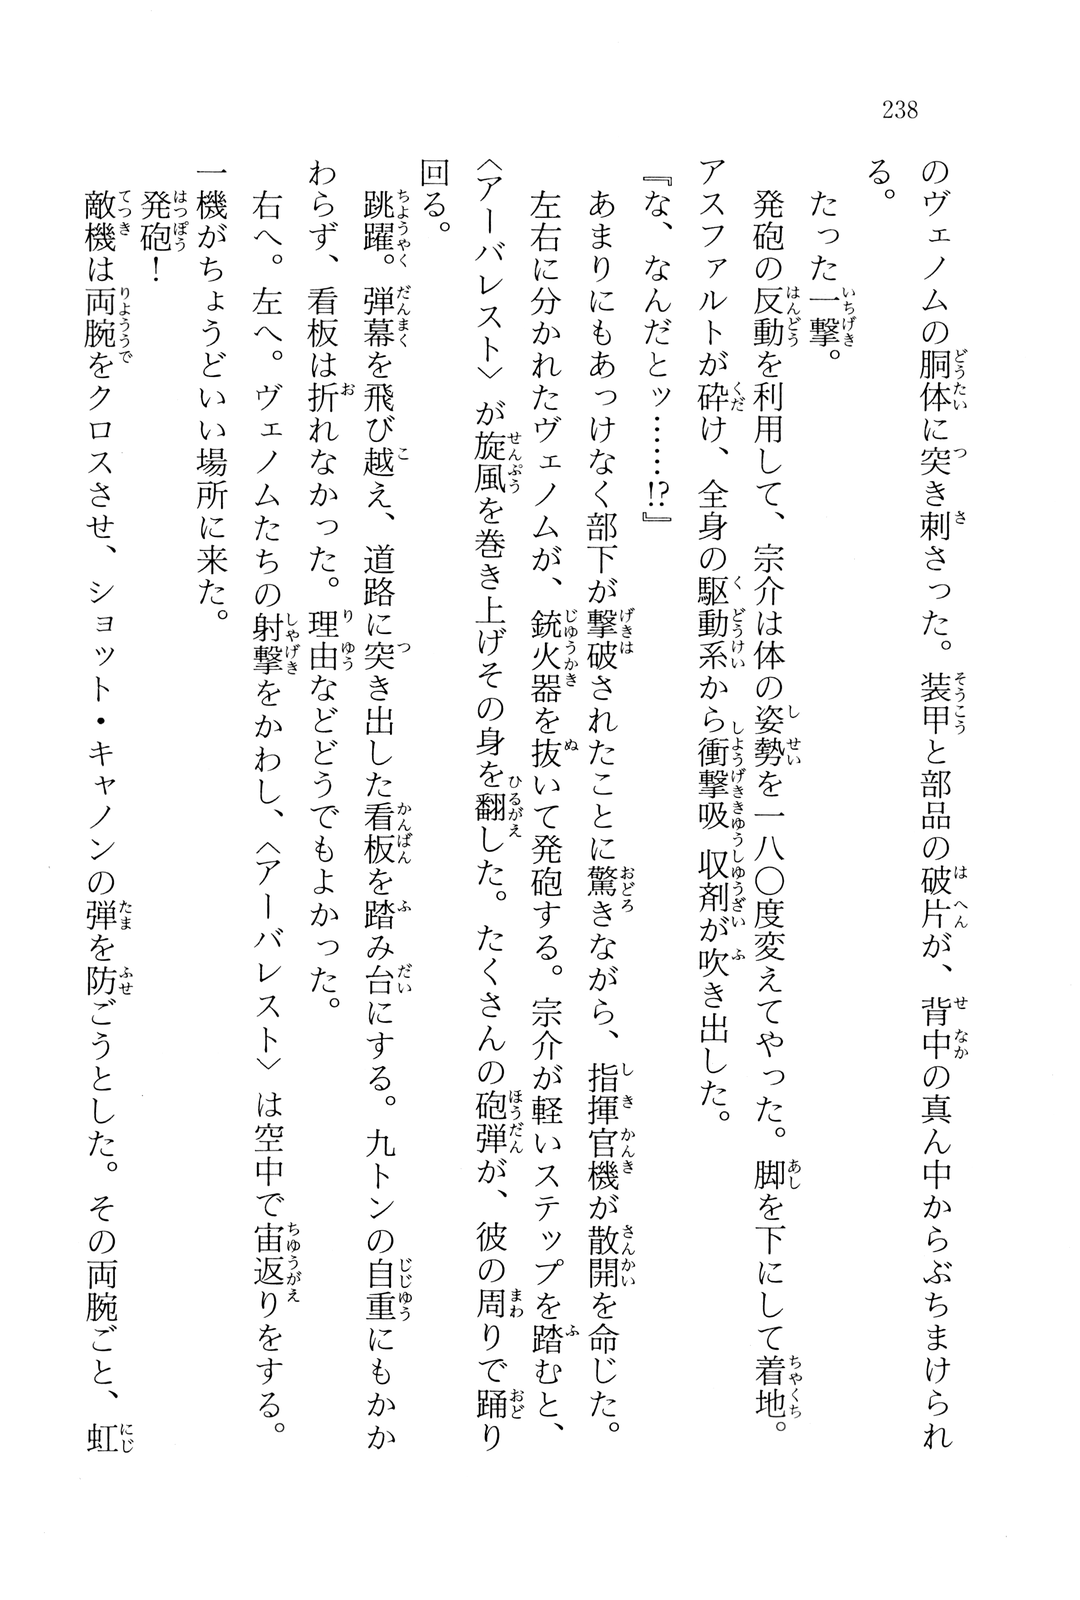 238
のヴェノムの胴体に突き刺さった。装甲と部品の破片が、背中の真ん中からぶちまけられ
る。
たった一撃。
発砲の反動を利用して、宗介は体の姿勢を一八〇度変えてやった。脚を下にして着地。
アスファルトが砕け、全身の駆動系から衝撃吸収剤が吹き出した。
『な、なんだとッ……!?』
あまりにもあっけなく部下が撃破されたことに驚きながら、指揮官機が散開を命じた。
左右に分かれたヴェノムが、銃火器を抜いて発砲する。宗介が軽いステップを踏むと、
〈アーバレスト〉が旋風を巻き上げその身を翻した。たくさんの砲弾が、彼の周りで踊り
回る。
跳躍。弾幕を飛び越え、道路に突き出した看板を踏み台にする。九トンの自重にもかか
わらず、看板は折れなかった。理由などどうでもよかった。
右へ。左へ。ヴェノムたちの射撃をかわし、〈アーバレスト〉は空中で宙返りをする。
一機がちょうどいい場所に来た。
発砲！
敵機は両腕をクロスさせ、ショット・キャノンの弾を防ごうとした。その両腕ごと、虹